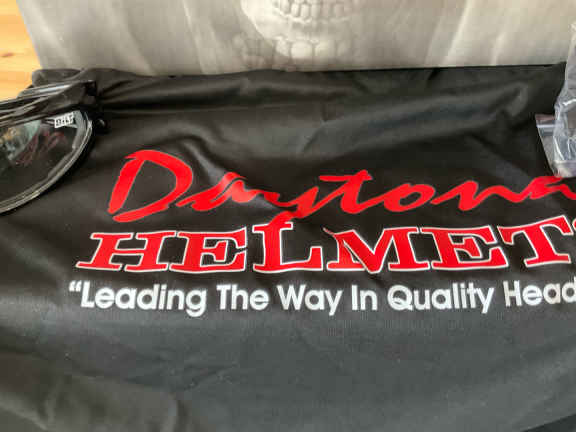 Daytona
HELMET
"Leading The Way In Quality Head